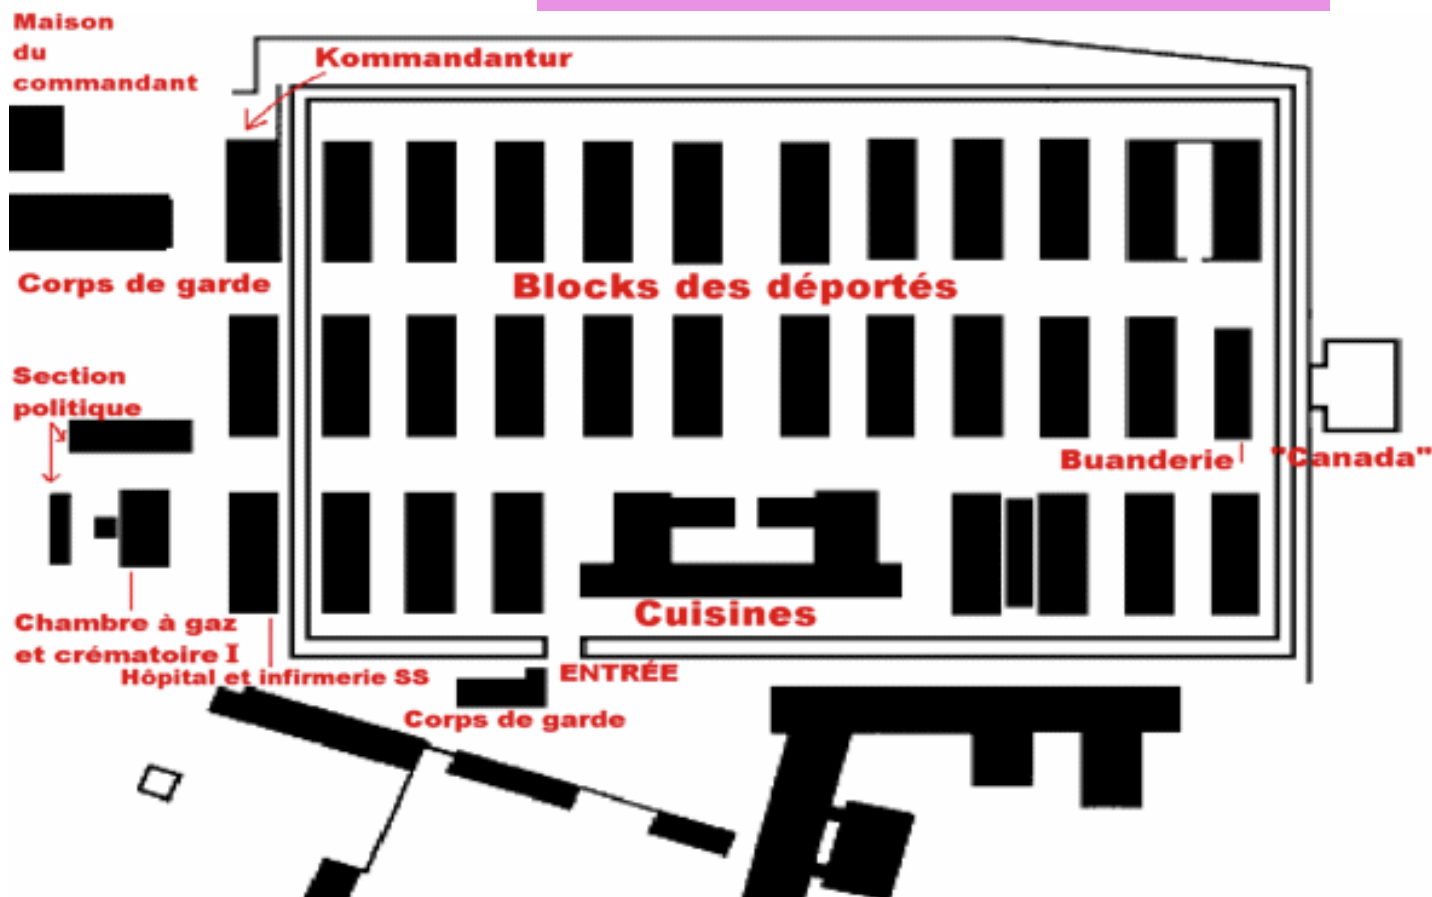 Maison
du
commandant
Kommandantur
Corps de garde
Blocks des déportés
Section
politique
Buanderie
"Canada"
Chambre à gaz
et crématoire I
Hôpital et infirmerie SS
Cuisines
ENTRÉE
Corps de garde